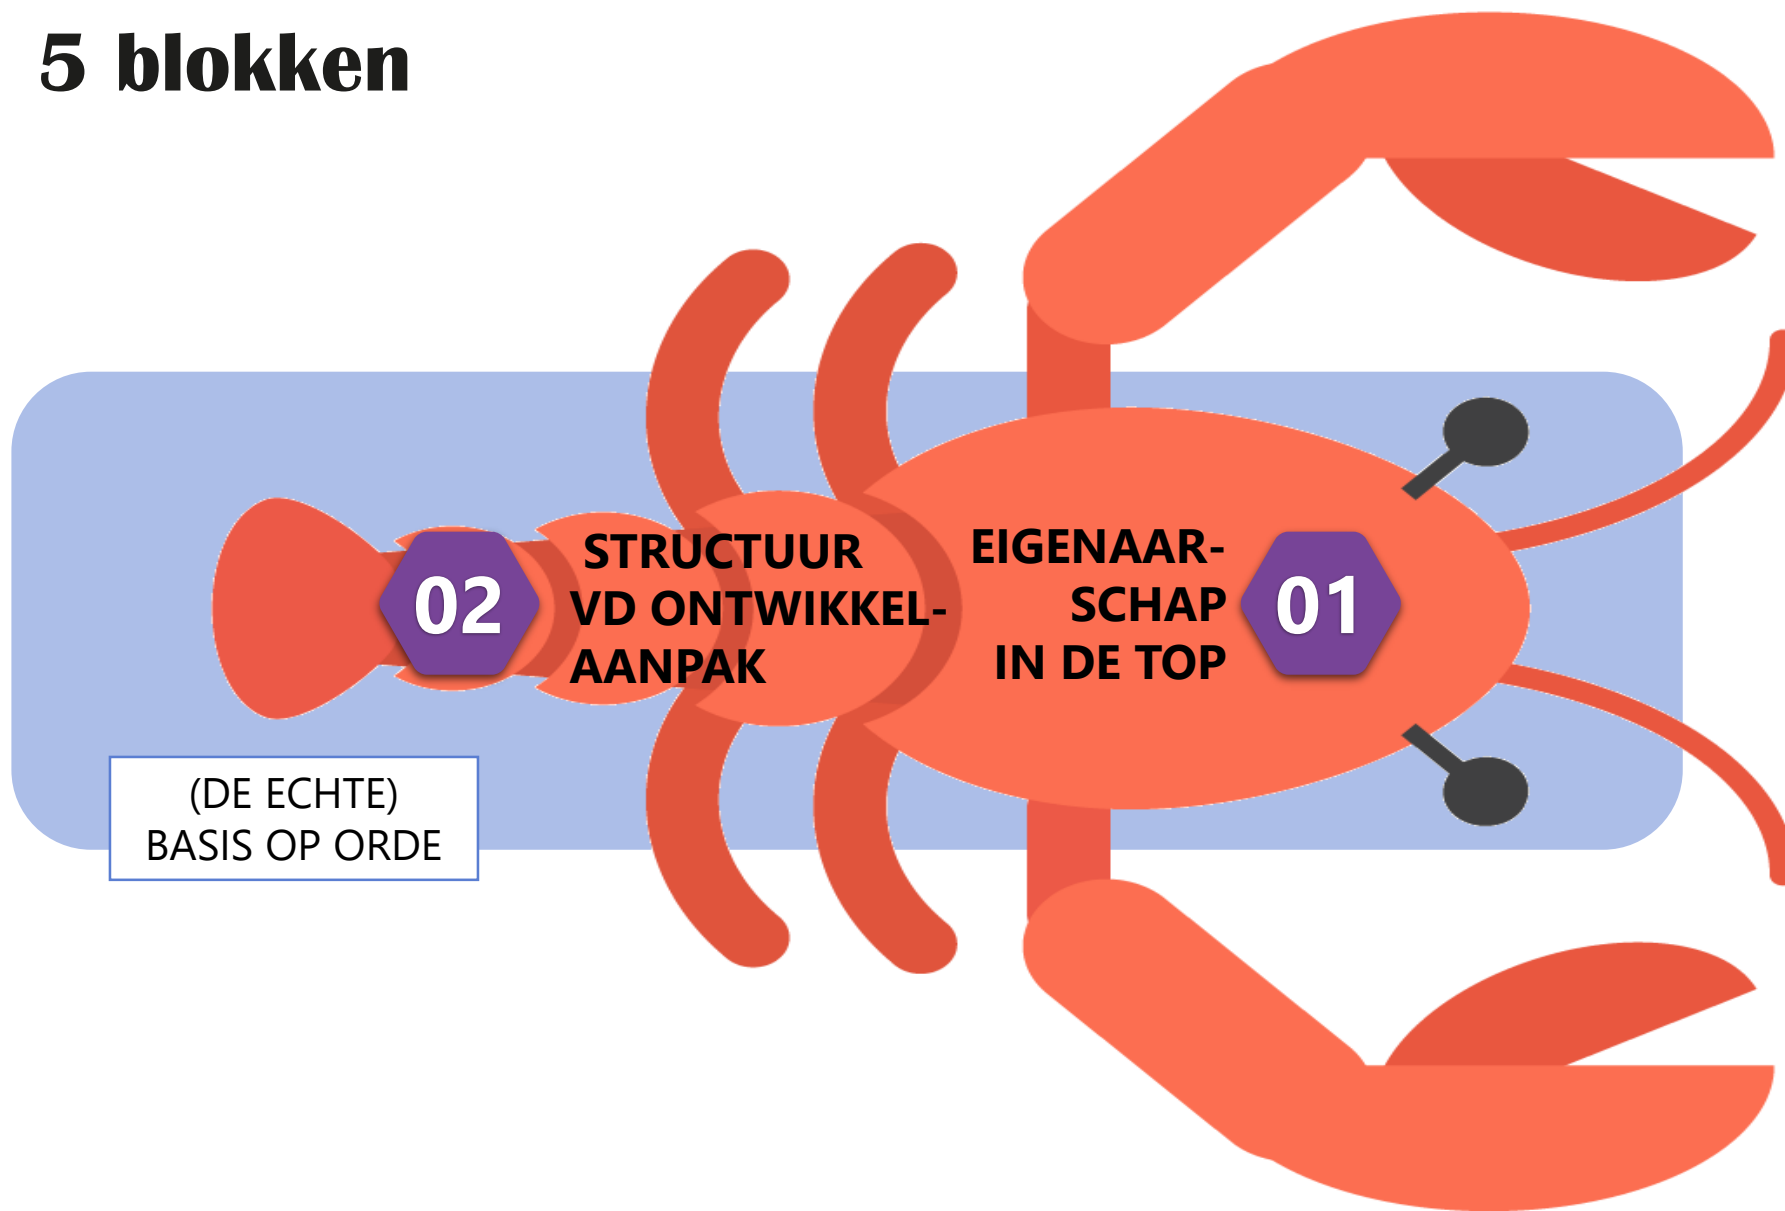 5 blokken
02
STRUCTUUR
VD ONTWIKKEL-
AANPAK
EIGENAAR-
SCHAP
IN DE TOP
01
(DE ECHTE)
BASIS OP ORDE